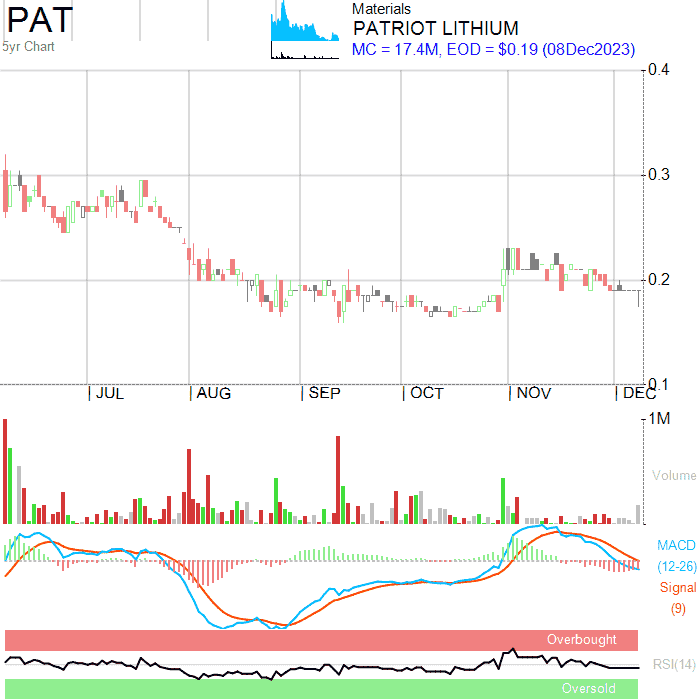 PAT
5yr Chart
Materials
PATRIOT LITHIUM
MC = 17.4M, EOD = $0.19 (08Dec2023)
0.4
0.3
0.2
0.1
JUL AUG SEP OCT NOV DEC
1M
Volume
MACD
(12-26)
Signal
(9)
Overbought
RSI(14)
Oversold